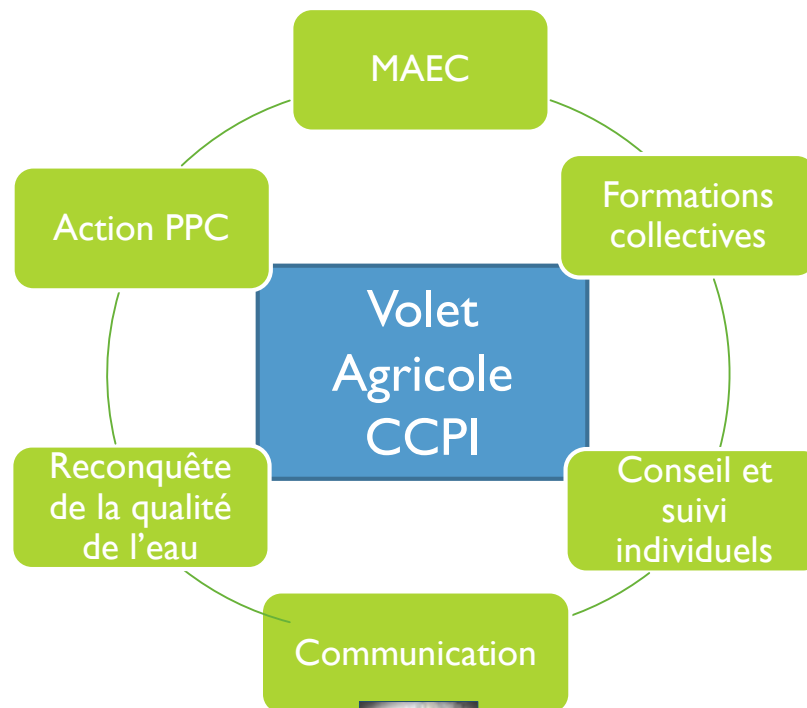 MAEC
Formations
collectives
Action PPC
Volet
Agricole
CCPI
Reconquête
de la qualité
de l'eau
Conseil et
suivi
individuels
Communication